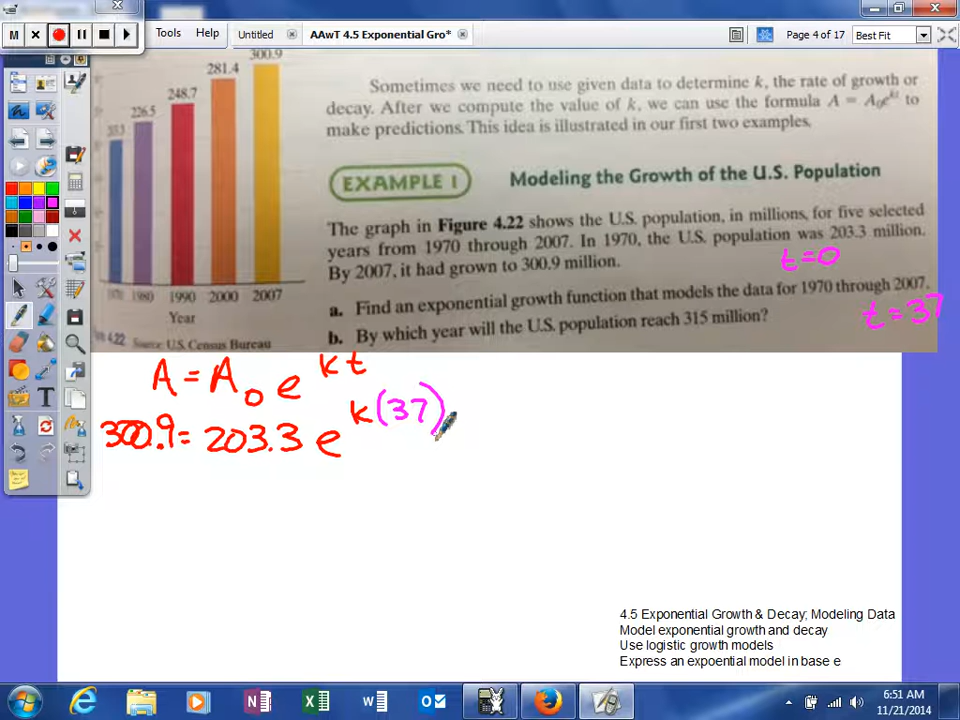 Tools Help Untitled AAwT 4.5 Exponential Gro* Page 4 of 17 Best Fit
M
300.9
281.4
248.7
226.5
1970 1980 1990 2000 2007
Year
Source: U.S. Census Bureau
Sometimes we need to use given data to determine k, the rate of growth or
decay. After we compute the value of k, we can use the formula A = A₀eᵏᵗ to
make predictions. This idea is illustrated in our first two examples.
EXAMPLE 1 Modeling the Growth of the U.S. Population
The graph in Figure 4.22 shows the U.S. population, in millions, for five selected
years from 1970 through 2007. In 1970, the U.S. population was 203.3 million.
By 2007, it had grown to 300.9 million.
t=0
a. Find an exponential growth function that models the data for 1970 through 2007.
t=37
b. By which year will the U.S. population reach 315 million?
A = A₀ e^kt
300.9 = 203.3 e^k(37)
4.5 Exponential Growth & Decay; Modeling Data
Model exponential growth and decay
Use logistic growth models
Express an expoential model in base e
6:51 AM
11/21/2014